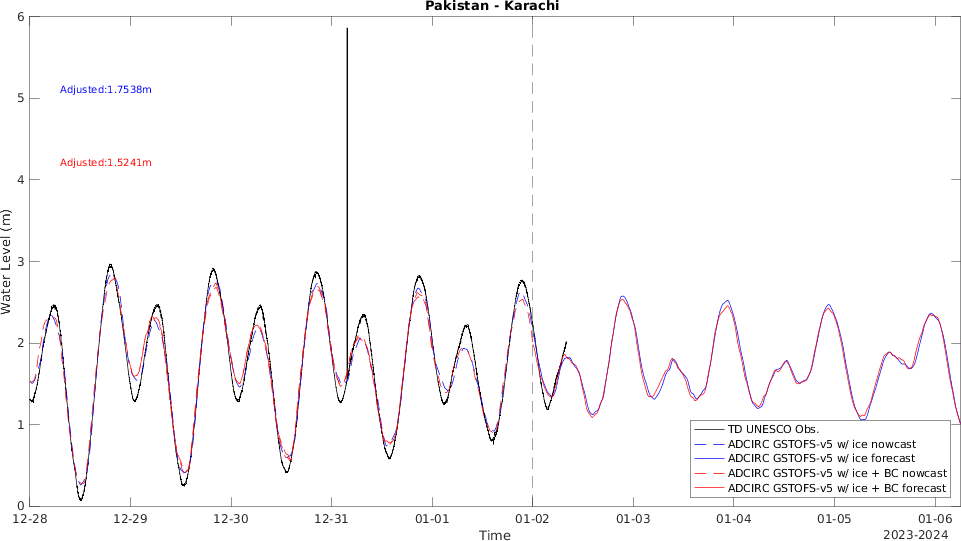 Pakistan - Karachi
6
5
4
3
2
1
0
Water Level (m)
Adjusted:1.7538m
Adjusted:1.5241m
TD UNESCO Obs.
ADCIRC GSTOFS-v5 w/ ice nowcast
ADCIRC GSTOFS-v5 w/ ice forecast
ADCIRC GSTOFS-v5 w/ ice + BC nowcast
ADCIRC GSTOFS-v5 w/ ice + BC forecast
12-28 12-29 12-30 12-31 01-01 01-02 01-03 01-04 01-05 01-06
Time
2023-2024